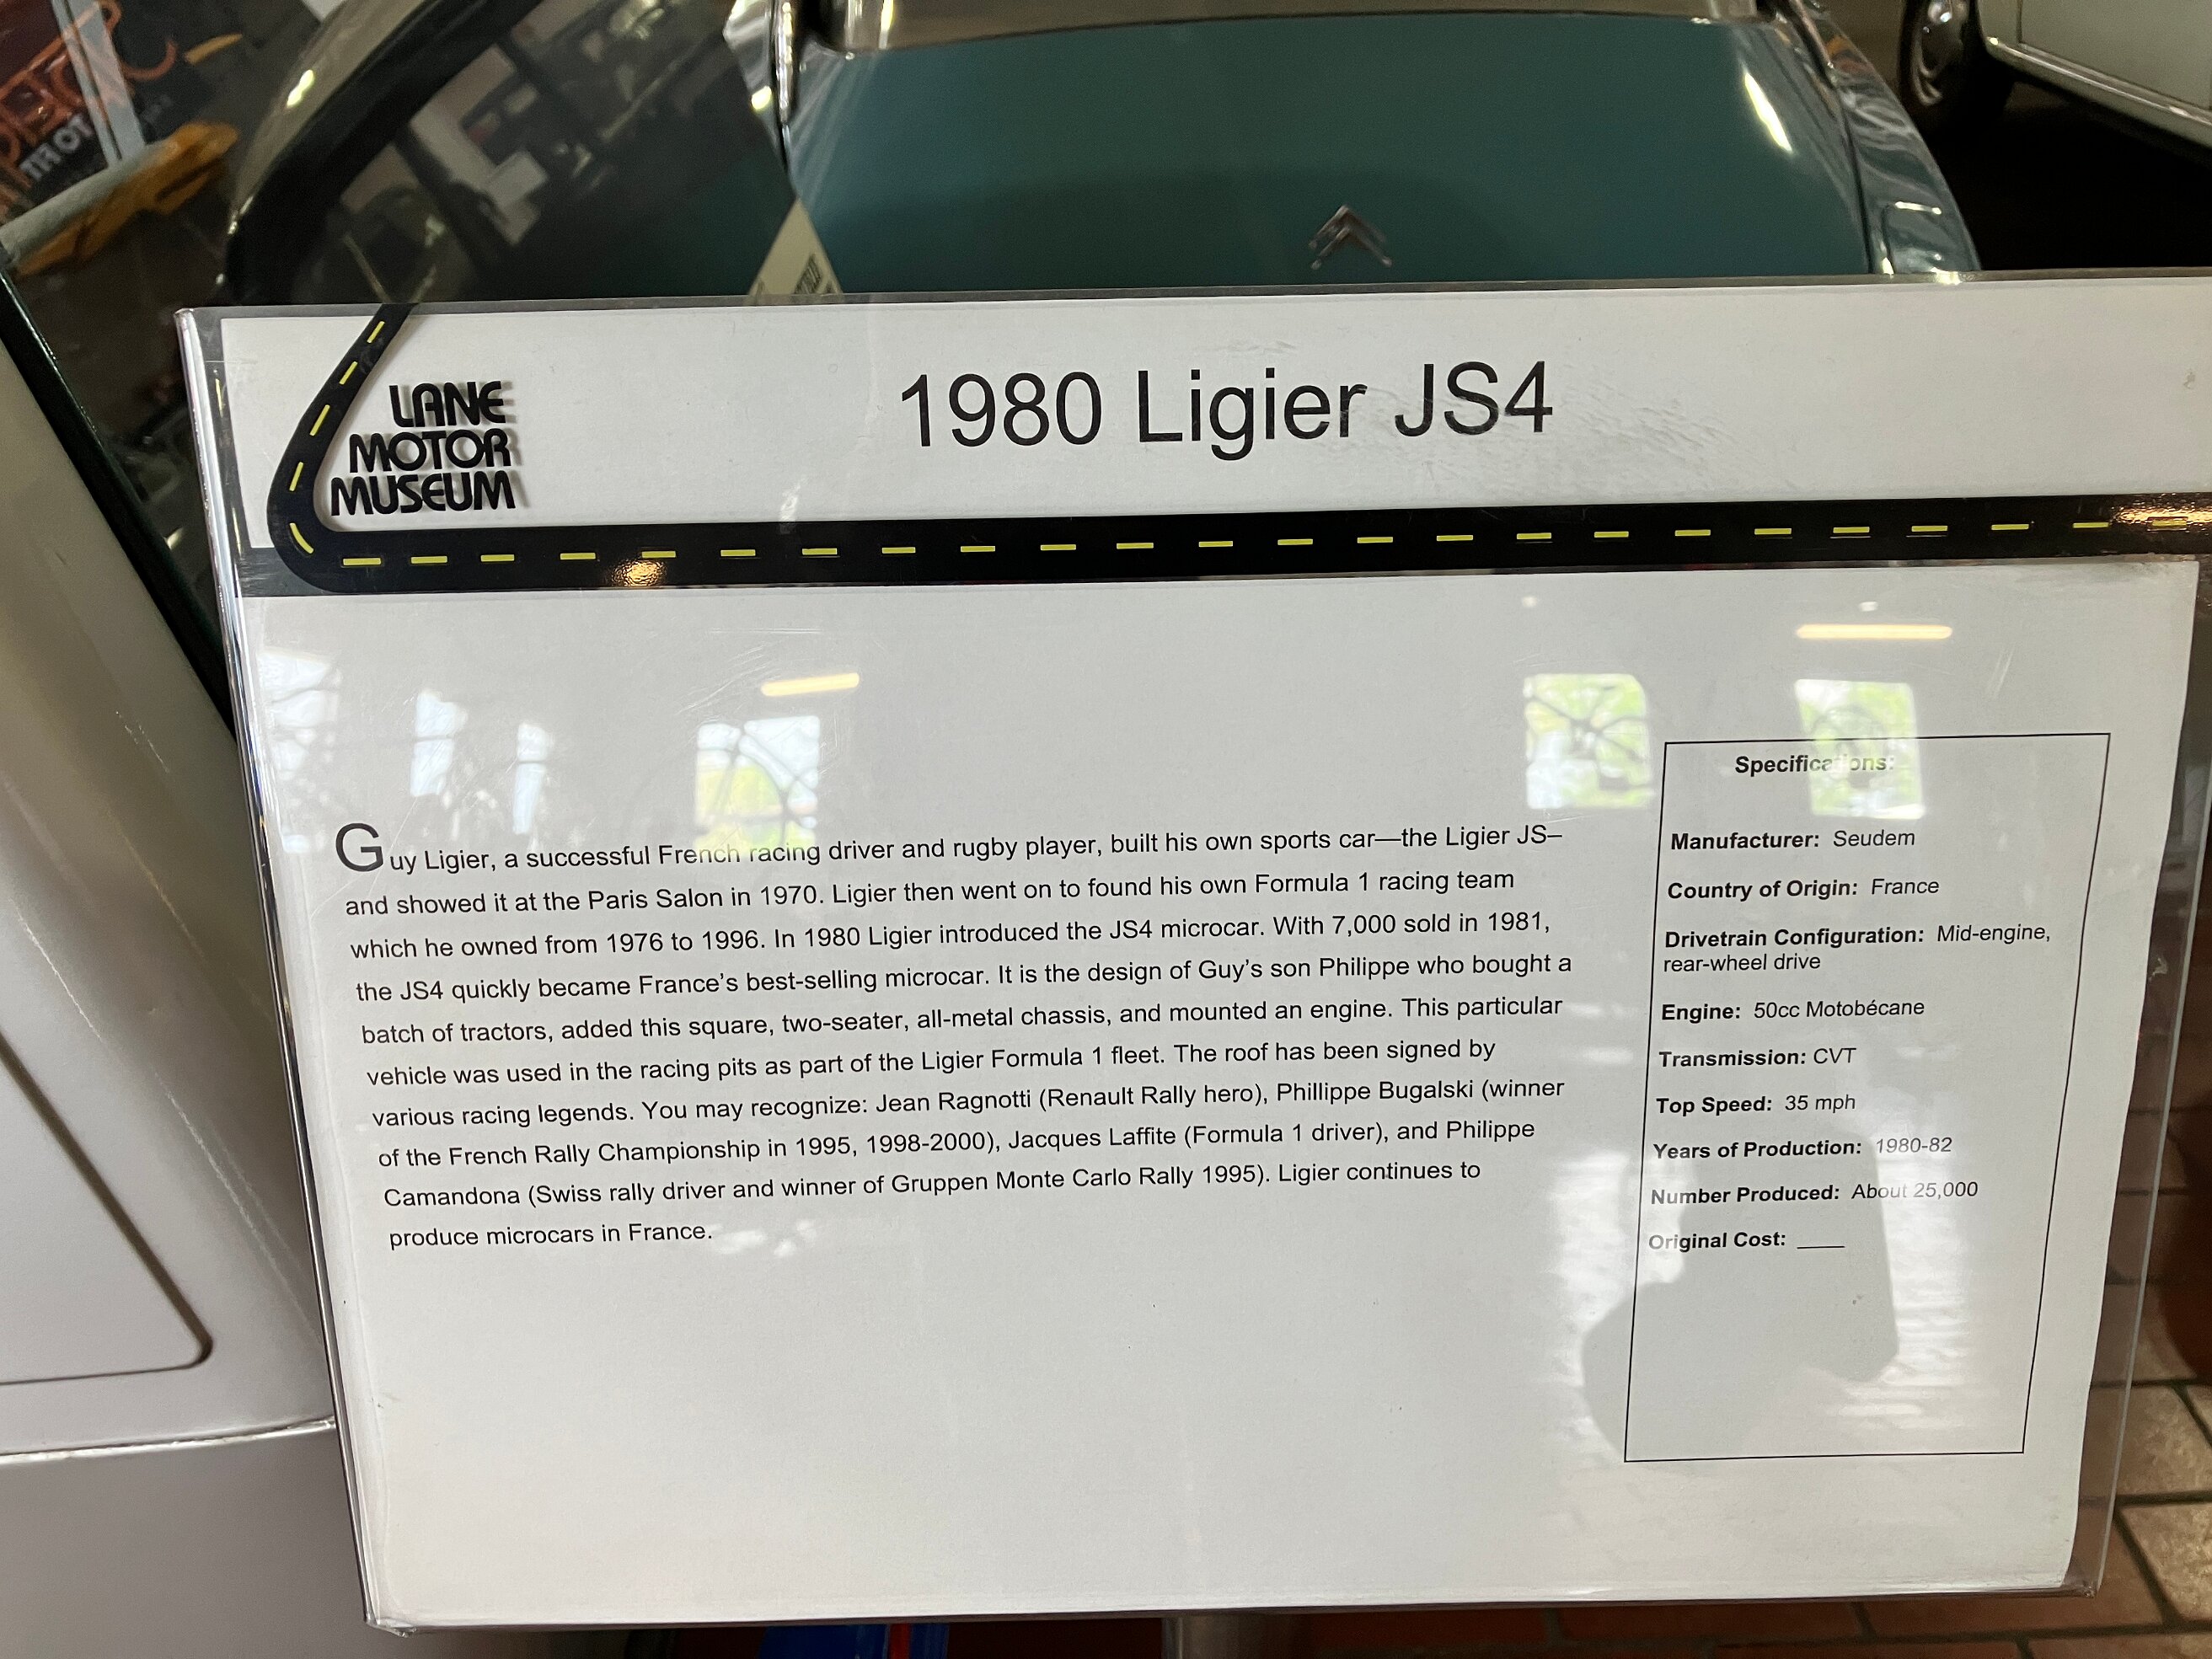 LANE
MOTOR
MUSEUM
1980 Ligier JS4
Guy Ligier, a successful French racing driver and rugby player, built his own sports car—the Ligier JS–
and showed it at the Paris Salon in 1970. Ligier then went on to found his own Formula 1 racing team
which he owned from 1976 to 1996. In 1980 Ligier introduced the JS4 microcar. With 7,000 sold in 1981,
the JS4 quickly became France's best-selling microcar. It is the design of Guy's son Philippe who bought a
batch of tractors, added this square, two-seater, all-metal chassis, and mounted an engine. This particular
vehicle was used in the racing pits as part of the Ligier Formula 1 fleet. The roof has been signed by
various racing legends. You may recognize: Jean Ragnotti (Renault Rally hero), Phillippe Bugalski (winner
of the French Rally Championship in 1995, 1998-2000), Jacques Laffite (Formula 1 driver), and Philippe
Camandona (Swiss rally driver and winner of Gruppen Monte Carlo Rally 1995). Ligier continues to
produce microcars in France.
Specifications:
Manufacturer: Seudem
Country of Origin: France
Drivetrain Configuration: Mid-engine,
rear-wheel drive
Engine: 50cc Motobécane
Transmission: CVT
Top Speed: 35 mph
Years of Production: 1980-82
Number Produced: About 25,000
Original Cost: ____